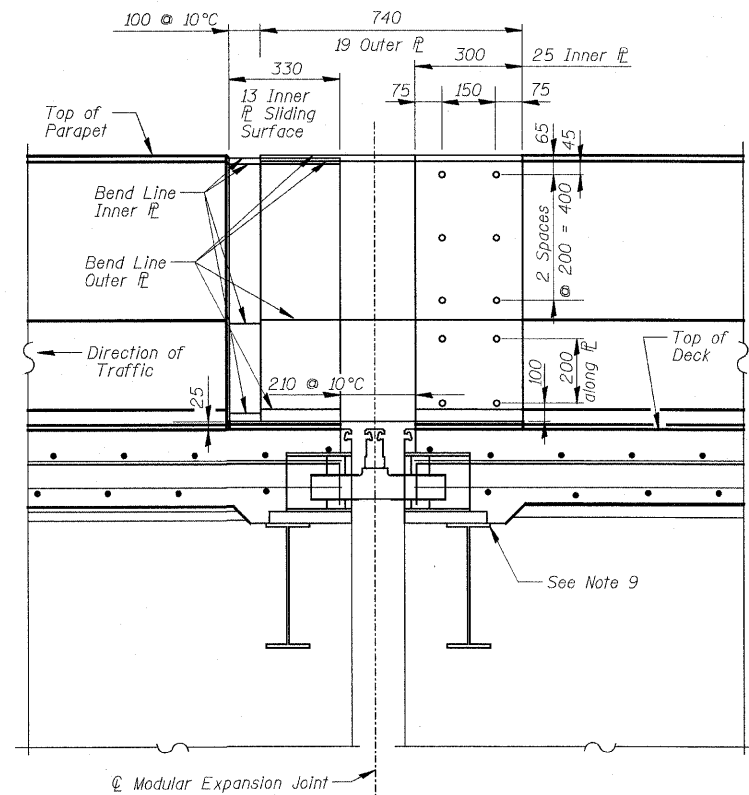 100 @ 10°C
740
19 Outer ℄
300
25 Inner ℄
330
13 Inner
℄ Sliding
Surface
75
150
75
65
45
Top of
Parapet
Bend Line
Inner ℄
2 Spaces
@ 200 = 400
Bend Line
Outer ℄
Direction of
Traffic
210 @ 10°C
25
100
200
along ℄
Top of
Deck
See Note 9
℄ Modular Expansion Joint